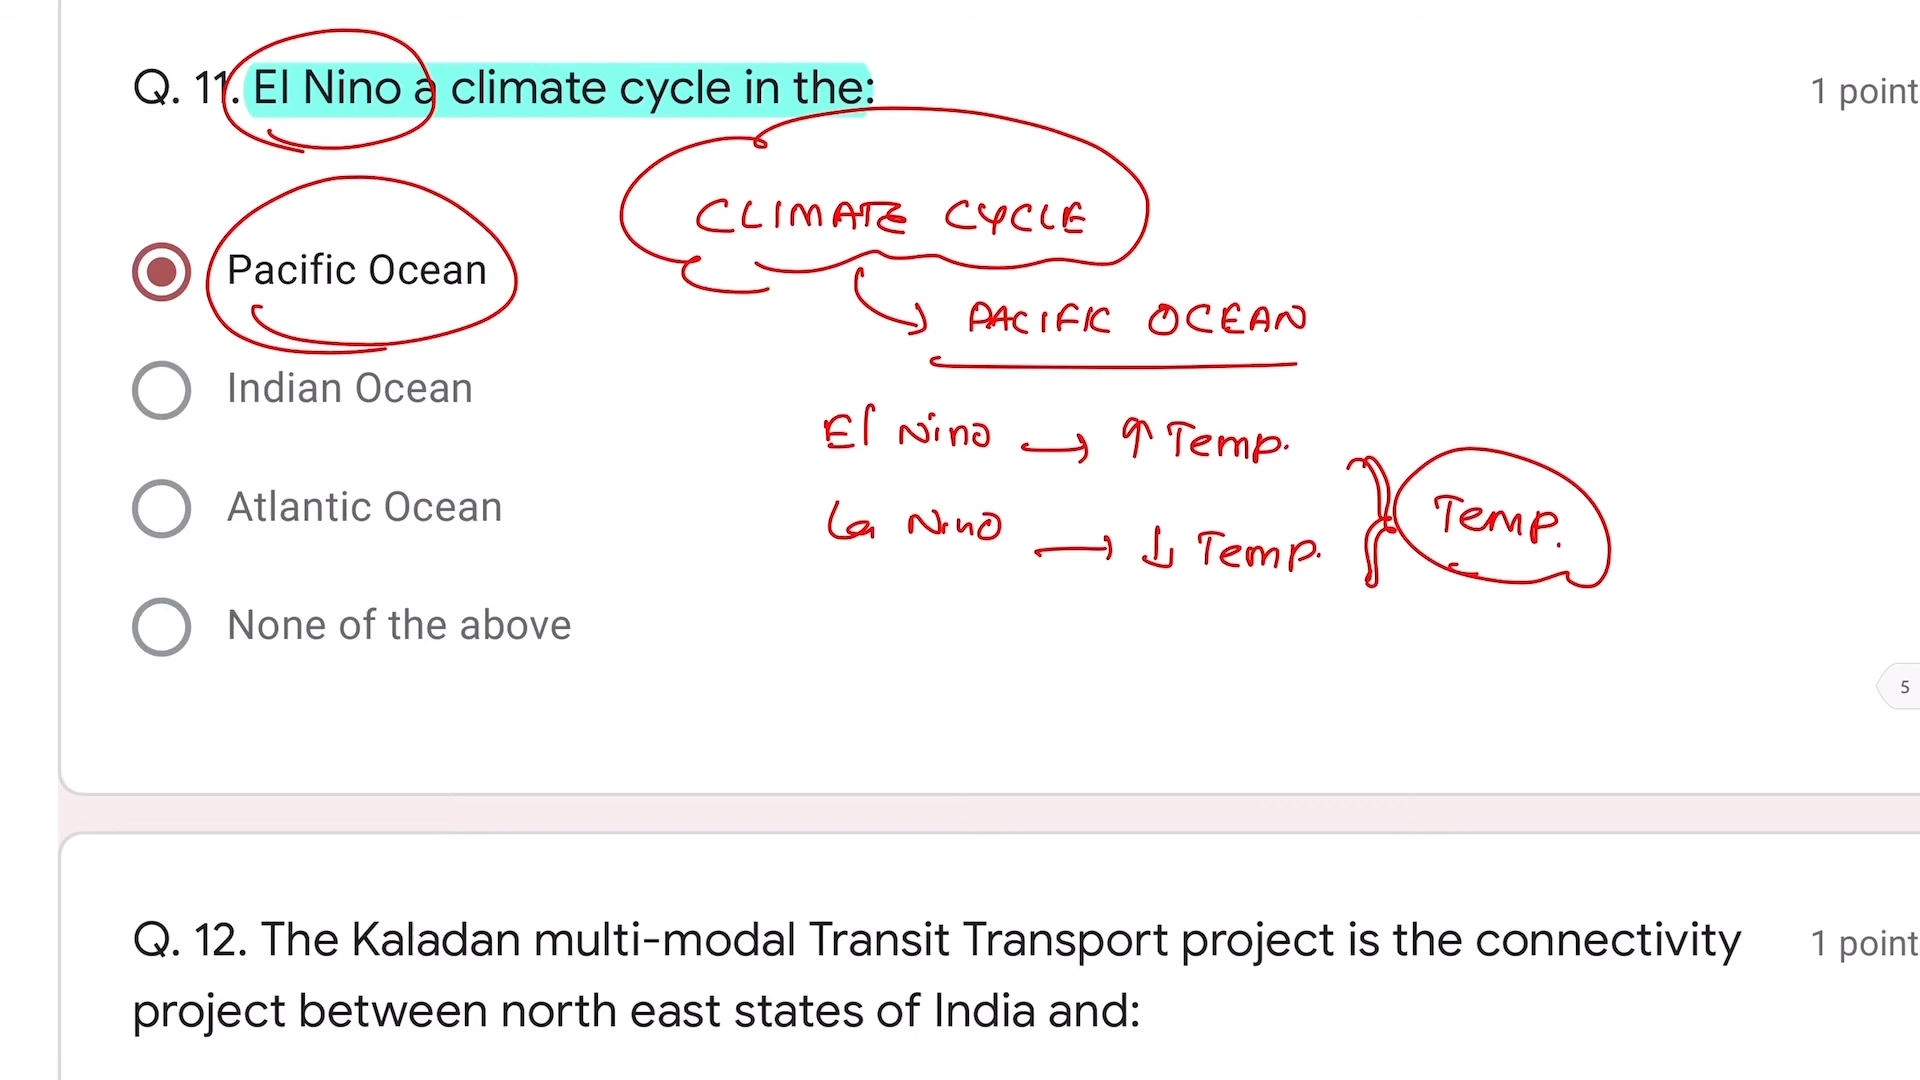 Q. 11. El Nino a climate cycle in the:
1 point
CLIMATE CYCLE
Pacific Ocean
PACIFIC OCEAN
Indian Ocean
El Nino → ↑ Temp.
La Nino → ↓ Temp.
Temp.
Atlantic Ocean
None of the above
5
Q. 12. The Kaladan multi-modal Transit Transport project is the connectivity
1 point
project between north east states of India and: